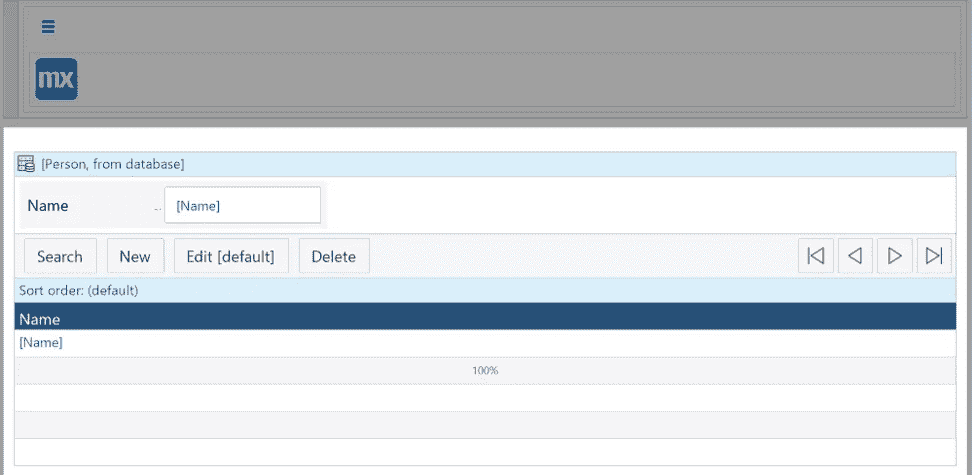 mx
[Person, from database]
Name ... [Name]
Search New Edit [default] Delete
Sort order: (default)
Name
[Name]
100%